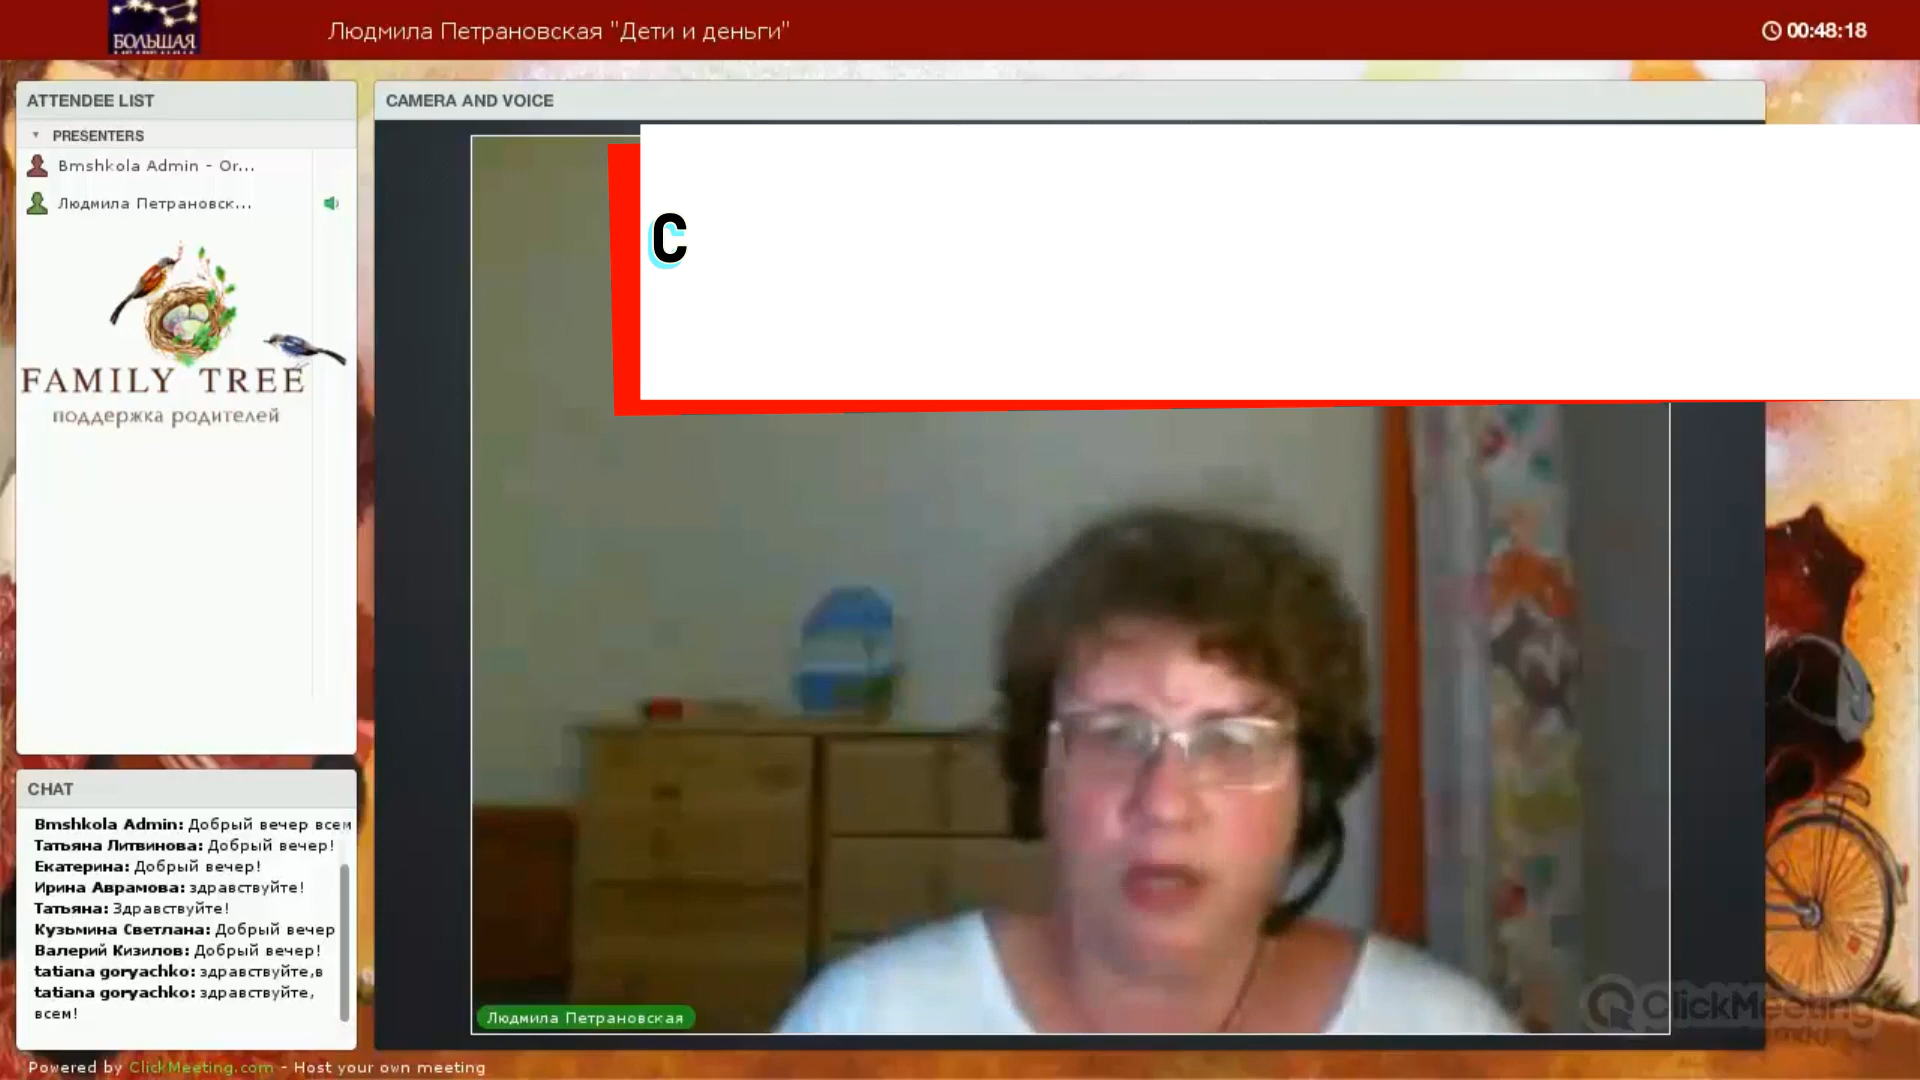 БОЛЬШАЯ
Людмила Петрановская "Дети и деньги"
00:48:18
ATTENDEE LIST
PRESENTERS
Bmshkola Admin - Or...
Людмила Петрановск...
FAMILY TREE
поддержка родителей
CAMERA AND VOICE
С
Людмила Петрановская
ClickMeeting
CHAT
Bmshkola Admin: Добрый вечер всем
Татьяна Литвинова: Добрый вечер!
Екатерина: Добрый вечер!
Ирина Аврамова: здравствуйте!
Татьяна: Здравствуйте!
Кузьмина Светлана: Добрый вечер
Валерий Кизилов: Добрый вечер!
tatiana goryachko: здравствуйте,в
tatiana goryachko: здравствуйте,
всем!
Powered by ClickMeeting.com - Host your own meeting